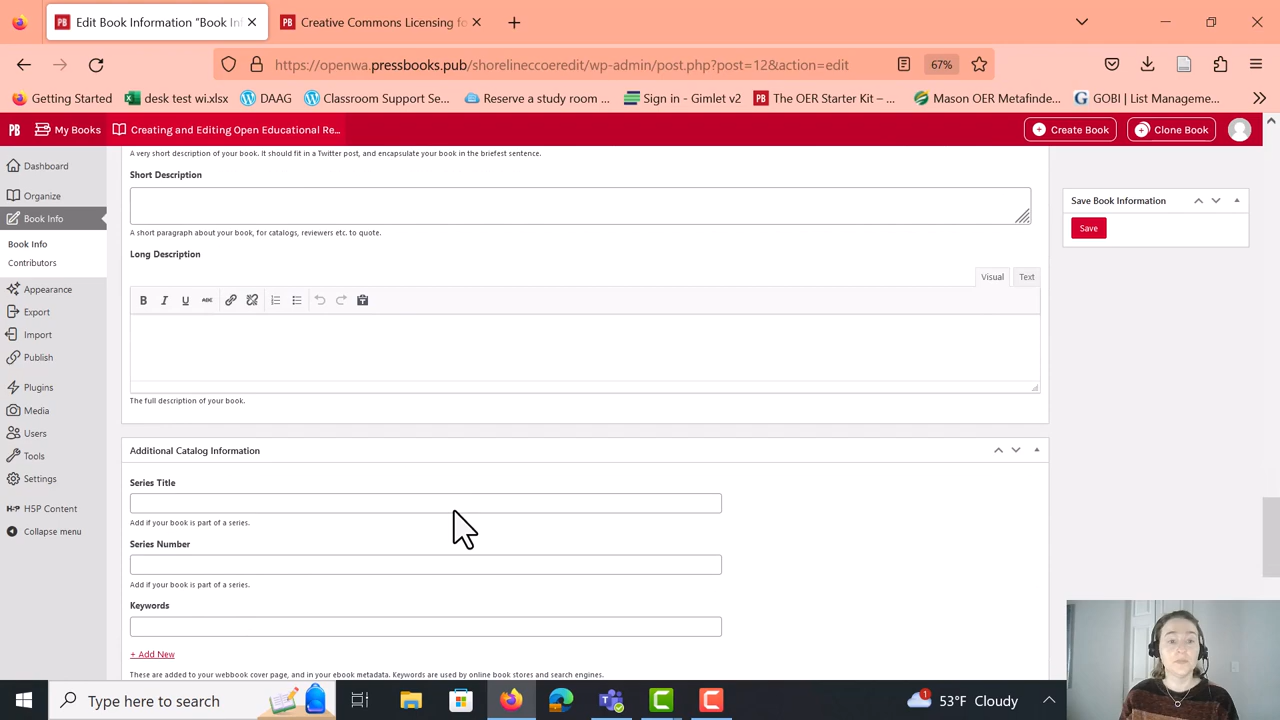 Edit Book Information “Book Inf
PB Creative Commons Licensing fo
https://openwa.pressbooks.pub/shorelineccoeredit/wp-admin/post.php?post=12&action=edit
67%
Getting Started
desk test wi.xlsx
DAAG
Classroom Support Se...
Reserve a study room ...
Sign in - Gimlet v2
The OER Starter Kit – ...
Mason OER Metafinde...
GOBI | List Manageme...
PB My Books
Creating and Editing Open Educational Re...
Create Book
Clone Book
Dashboard
Organize
Book Info
Book Info
Contributors
Appearance
Export
Import
Publish
Plugins
Media
Users
Tools
Settings
H5P Content
Collapse menu
A very short description of your book. It should fit in a Twitter post, and encapsulate your book in the briefest sentence.
Short Description
A short paragraph about your book, for catalogs, reviewers etc. to quote.
Long Description
Visual Text
B I U ABC
The full description of your book.
Additional Catalog Information
Series Title
Add if your book is part of a series.
Series Number
Add if your book is part of a series.
Keywords
+ Add New
These are added to your webbook cover page, and in your ebook metadata. Keywords are used by online book stores and search engines.
Save Book Information
Save
Type here to search
1
53°F Cloudy